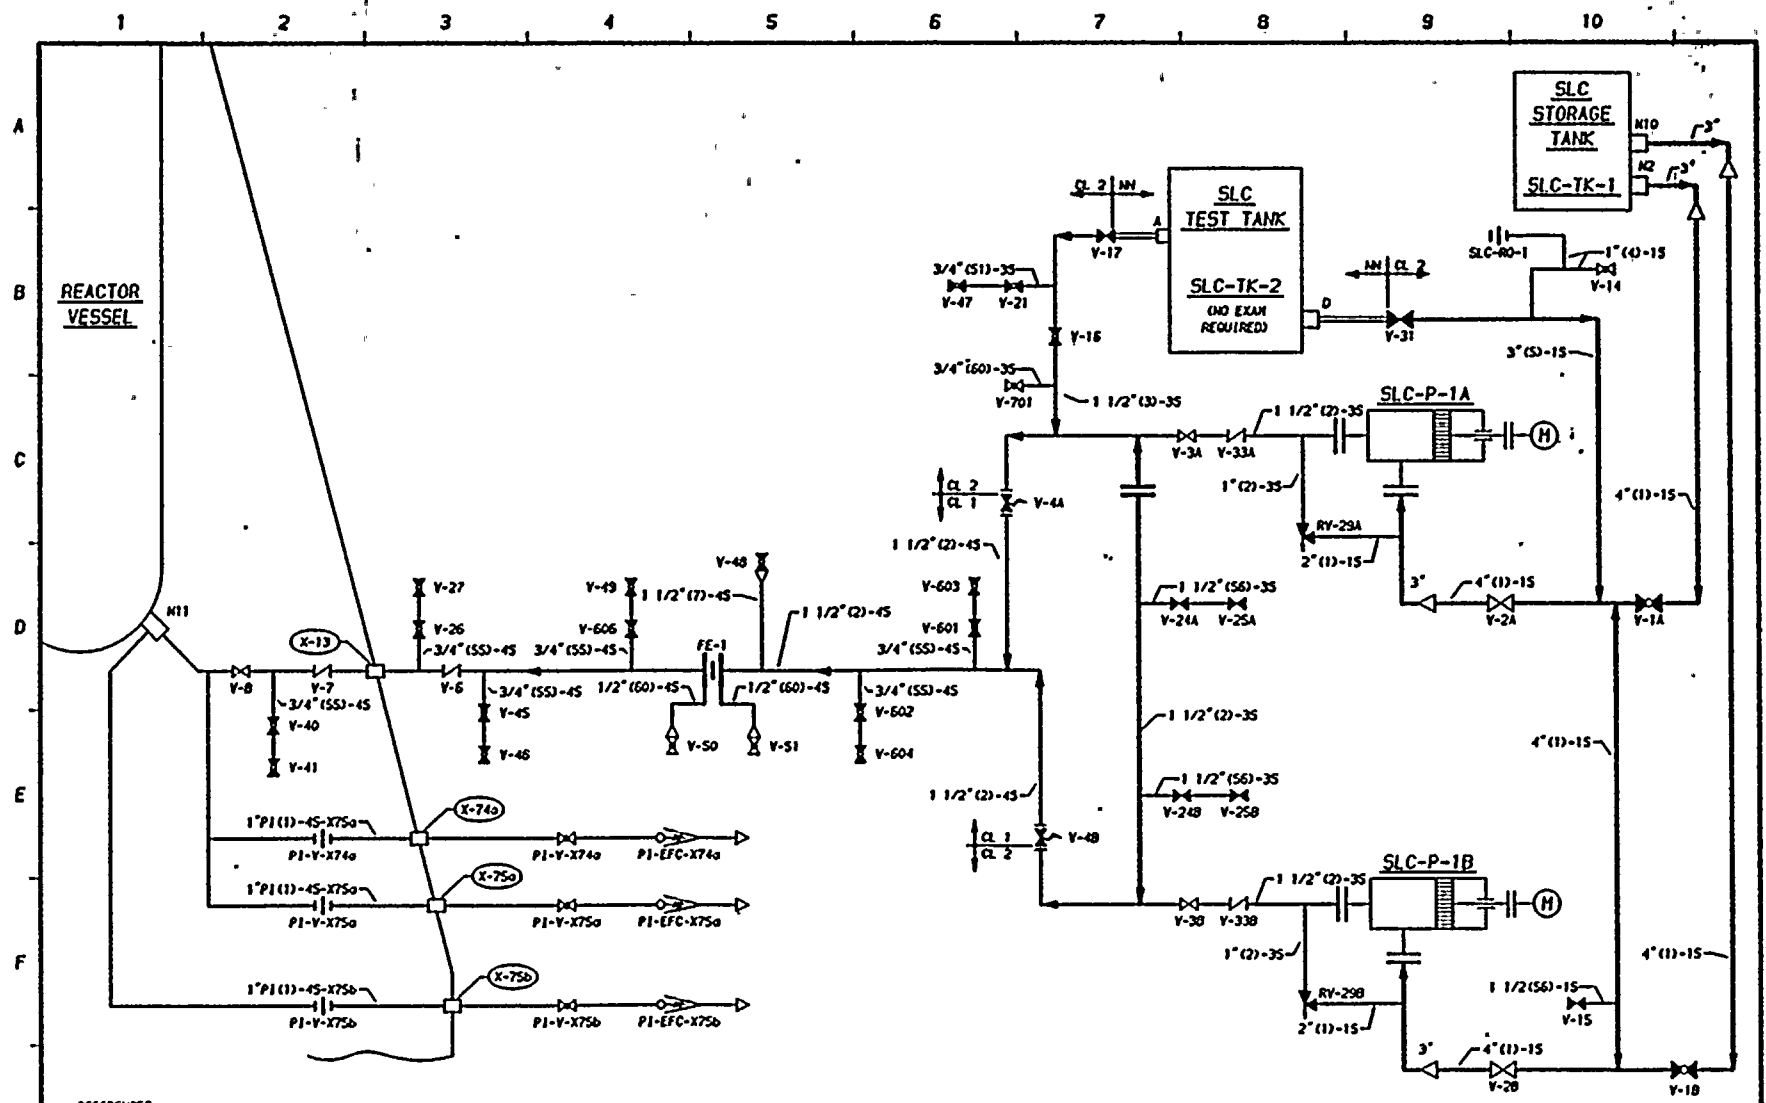 1 2 3 4 5 6 7 8 9 10
A
SLC
STORAGE
TANK
SLC-TK-1
N10
3"
N2
3"
CL 2 NN
SLC
TEST TANK
A
V-17
SLC-TK-2
(NO EXAM
REQUIRED)
D
NN CL 2
V-31
SLC-RO-1
1"(4)-1S
V-14
B
REACTOR
VESSEL
3/4"(51)-3S
V-47 V-21
V-16
3/4"(60)-3S
V-701
1 1/2"(3)-3S
3"(5)-1S
C
SLC-P-1A
1 1/2"(2)-3S
V-3A V-33A
M
CL 2
CL 1
V-4A
1"(2)-3S
4"(1)-1S
1 1/2"(2)-4S
RV-29A
2"(1)-1S
D
N11
X-13
V-27
V-26
3/4"(55)-4S
V-49
V-606
3/4"(55)-4S
V-48
1 1/2"(7)-4S
1 1/2"(2)-4S
V-603
V-601
3/4"(55)-4S
1 1/2"(56)-3S
V-24A V-25A
3" 4"(1)-1S
V-2A V-1A
FE-1
V-8 V-7 V-6
3/4"(55)-4S
3/4"(55)-4S
1/2"(60)-4S
1/2"(60)-4S
3/4"(55)-4S
V-40
V-41
V-45
V-46
V-50 V-51
V-602
V-604
1 1/2"(2)-3S
4"(1)-1S
E
1 1/2"(2)-4S
1 1/2"(56)-3S
V-24B V-25B
CL 1
CL 2
V-4B
X-74a
1"PI(1)-4S-X75a
PI-V-X74a PI-V-X74a PI-EFC-X74a
X-75a
1"PI(1)-4S-X75a
PI-V-X75a PI-V-X75a PI-EFC-X75a
SLC-P-1B
1 1/2"(2)-3S
V-3B V-33B
M
F
1"(2)-3S
4"(1)-1S
X-75b
1"PI(1)-4S-X75b
PI-V-X75b PI-V-X75b PI-EFC-X75b
RV-29B
2"(1)-1S
1 1/2(56)-1S
V-15
3" 4"(1)-1S
V-2B V-1B